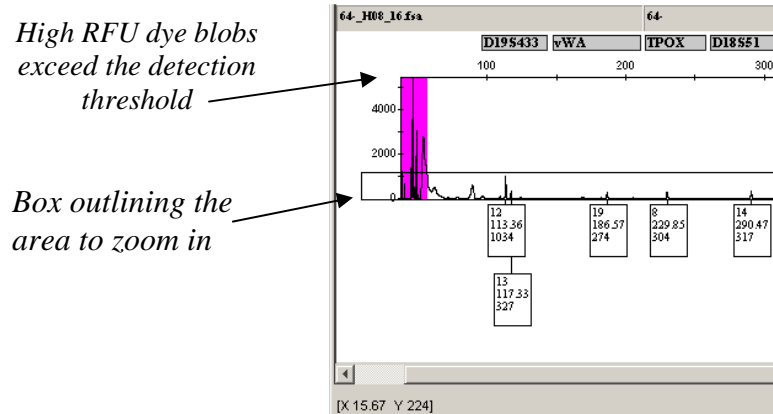 High RFU dye blobs
exceed the detection
threshold
Box outlining the
area to zoom in
64-_H08_16.fsa 64-
D19S433 vWA TPOX D18S51
100 200 300
4000
2000
0
12 19 8 14
113.36 186.57 229.85 290.47
1034 274 304 317
13
117.33
327
[X 15.67 Y 224]